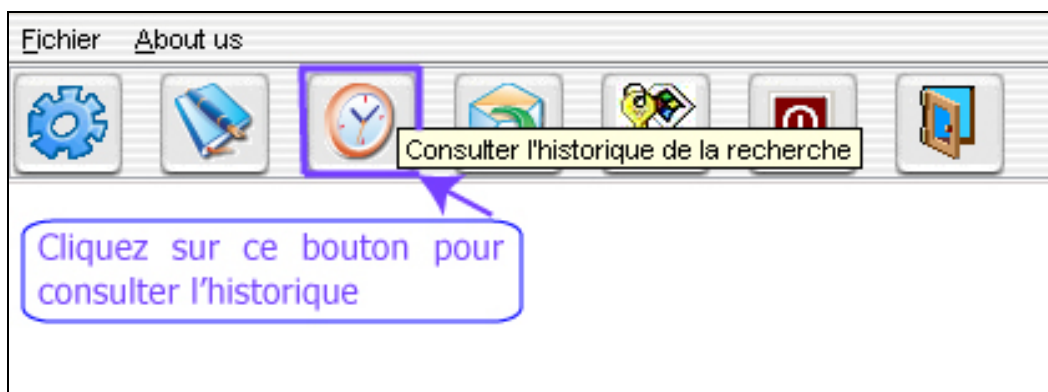 Fichier About us
Consulter l'historique de la recherche
Cliquez sur ce bouton pour
consulter l’historique